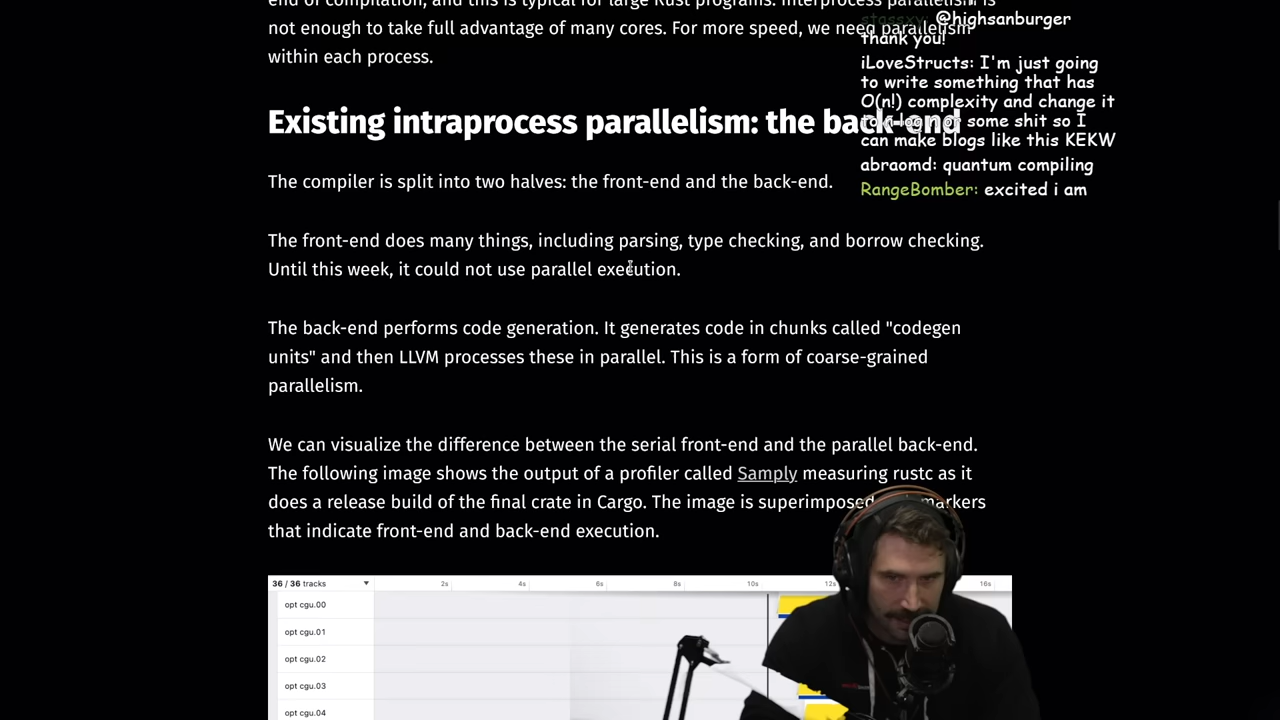 end of compilation, and this is typical for large Rust programs. Interprocess parallelism is
not enough to take full advantage of many cores. For more speed, we need parallelism
within each process.
Existing intraprocess parallelism: the back-end
The compiler is split into two halves: the front-end and the back-end.
The front-end does many things, including parsing, type checking, and borrow checking.
Until this week, it could not use parallel execution.
The back-end performs code generation. It generates code in chunks called "codegen
units" and then LLVM processes these in parallel. This is a form of coarse-grained
parallelism.
We can visualize the difference between the serial front-end and the parallel back-end.
The following image shows the output of a profiler called Samply measuring rustc as it
does a release build of the final crate in Cargo. The image is superimposed markers
that indicate front-end and back-end execution.
36 / 36 tracks
2s 4s 6s 8s 10s 12s 16s
opt cgu.00
opt cgu.01
opt cgu.02
opt cgu.03
opt cgu.04
@highsanburger
thank you!
iLoveStructs: I'm just going
to write something that has
O(n!) complexity and change it
some shit so I
can make blogs like this KEKW
abraomd: quantum compiling
RangeBomber: excited i am